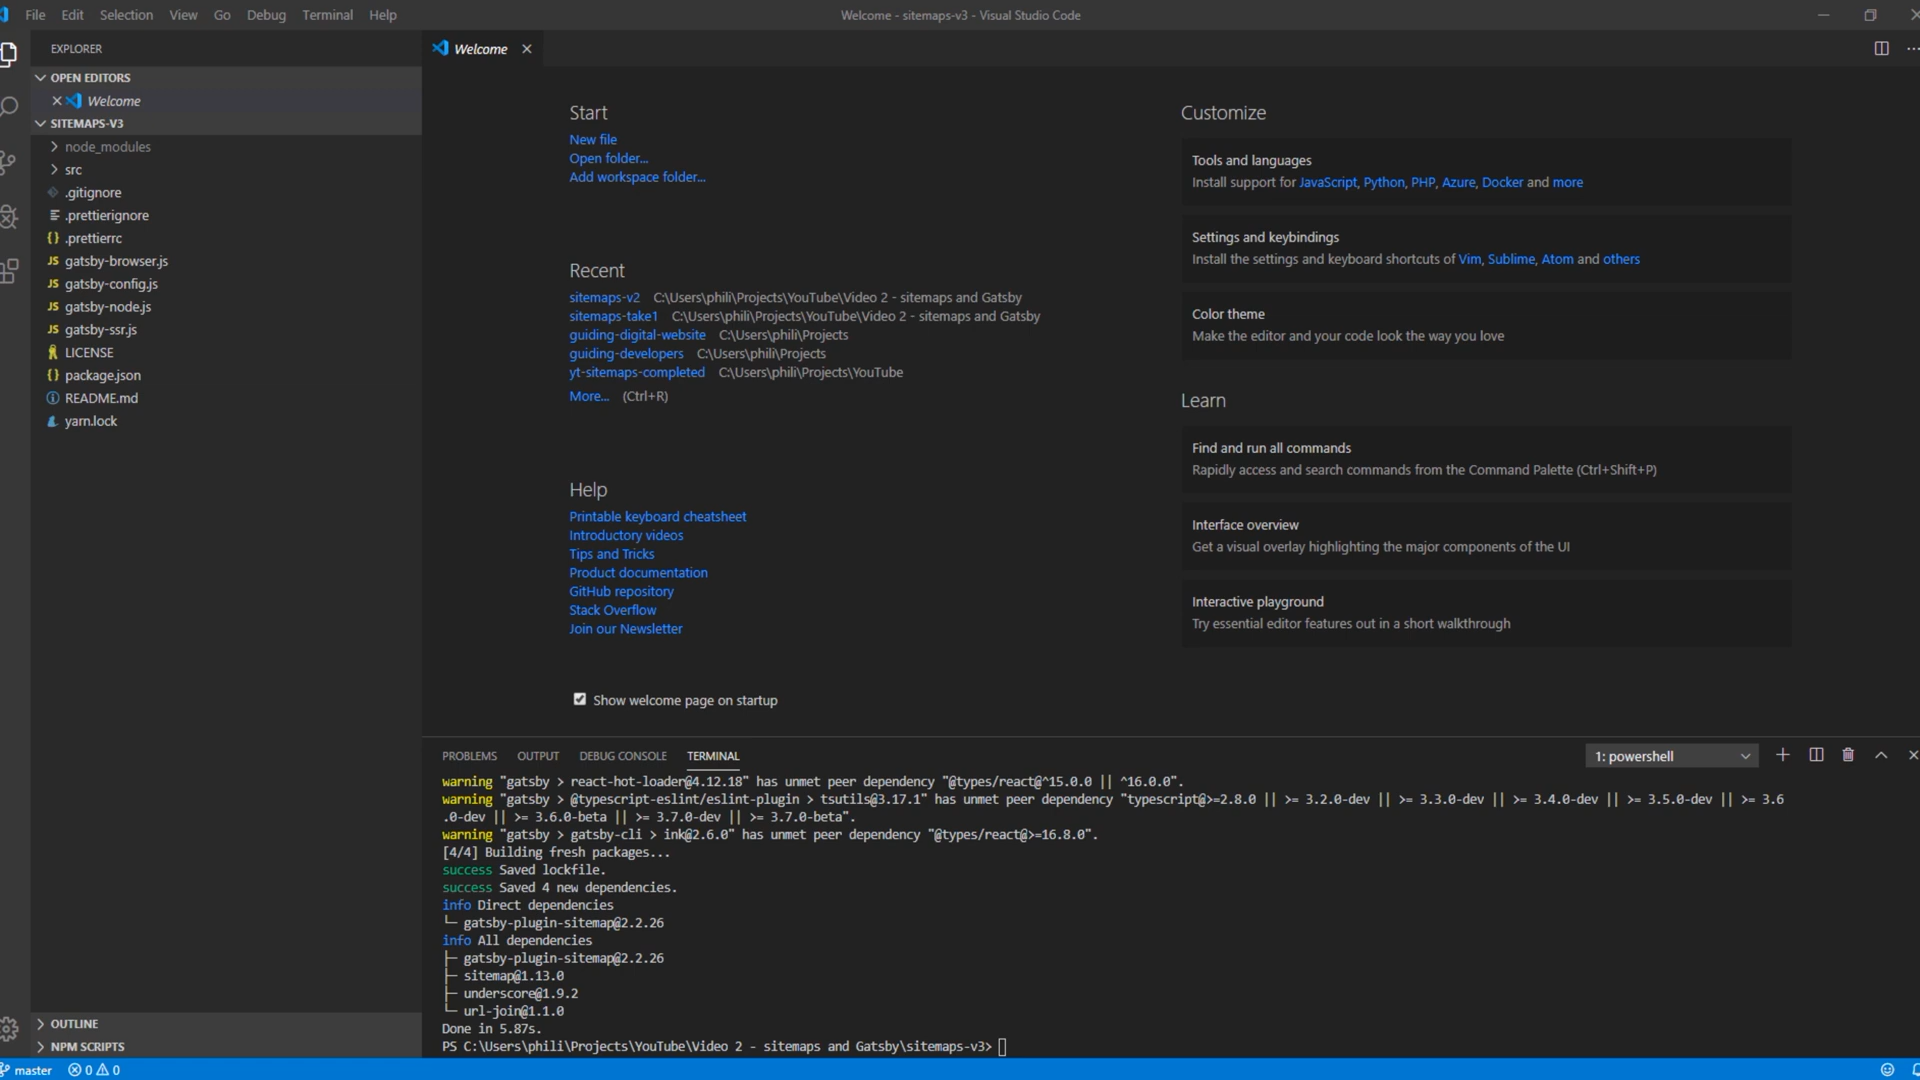 File Edit Selection View Go Debug Terminal Help
Welcome - sitemaps-v3 - Visual Studio Code
EXPLORER
OPEN EDITORS
Welcome
SITEMAPS-V3
node_modules
src
.gitignore
.prettierignore
.prettierrc
gatsby-browser.js
gatsby-config.js
gatsby-node.js
gatsby-ssr.js
LICENSE
package.json
README.md
yarn.lock
OUTLINE
NPM SCRIPTS
Welcome
Start
New file
Open folder...
Add workspace folder...
Recent
sitemaps-v2 C:\Users\phili\Projects\YouTube\Video 2 - sitemaps and Gatsby
sitemaps-take1 C:\Users\phili\Projects\YouTube\Video 2 - sitemaps and Gatsby
guiding-digital-website C:\Users\phili\Projects
guiding-developers C:\Users\phili\Projects
yt-sitemaps-completed C:\Users\phili\Projects\YouTube
More... (Ctrl+R)
Help
Printable keyboard cheatsheet
Introductory videos
Tips and Tricks
Product documentation
GitHub repository
Stack Overflow
Join our Newsletter
Show welcome page on startup
Customize
Tools and languages
Install support for JavaScript, Python, PHP, Azure, Docker and more
Settings and keybindings
Install the settings and keyboard shortcuts of Vim, Sublime, Atom and others
Color theme
Make the editor and your code look the way you love
Learn
Find and run all commands
Rapidly access and search commands from the Command Palette (Ctrl+Shift+P)
Interface overview
Get a visual overlay highlighting the major components of the UI
Interactive playground
Try essential editor features out in a short walkthrough
PROBLEMS OUTPUT DEBUG CONSOLE TERMINAL
1: powershell
warning "gatsby > react-hot-loader@4.12.18" has unmet peer dependency "@types/react@^15.0.0 || ^16.0.0".
warning "gatsby > @typescript-eslint/eslint-plugin > tsutils@3.17.1" has unmet peer dependency "typescript@>=2.8.0 || >= 3.2.0-dev || >= 3.3.0-dev || >= 3.4.0-dev || >= 3.5.0-dev || >= 3.6
.0-dev || >= 3.6.0-beta || >= 3.7.0-dev || >= 3.7.0-beta".
warning "gatsby > gatsby-cli > ink@2.6.0" has unmet peer dependency "@types/react@>=16.8.0".
[4/4] Building fresh packages...
success Saved lockfile.
success Saved 4 new dependencies.
info Direct dependencies
└─ gatsby-plugin-sitemap@2.2.26
info All dependencies
├─ gatsby-plugin-sitemap@2.2.26
├─ sitemap@1.13.0
├─ underscore@1.9.2
└─ url-join@1.1.0
Done in 5.87s.
PS C:\Users\phili\Projects\YouTube\Video 2 - sitemaps and Gatsby\sitemaps-v3>
master 0 0